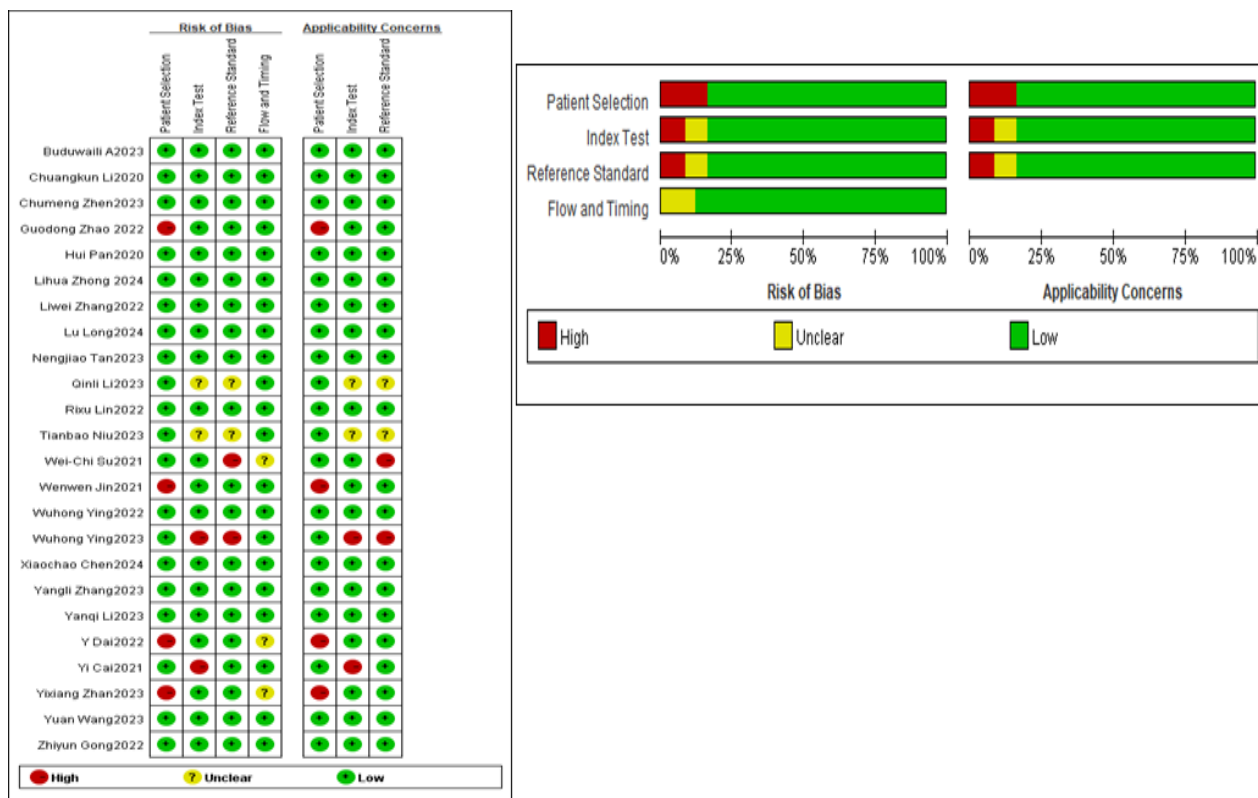 Risk of Bias
Applicability Concerns
Patient Selection
Index Test
Reference Standard
Flow and Timing
Patient Selection
Index Test
Reference Standard
Buduwaili A2023
Chuangkun Li2020
Chumeng Zhen2023
Guodong Zhao 2022
Hui Pan2020
Lihua Zhong 2024
Liwei Zhang2022
Lu Long2024
Nengjiao Tan2023
Qinli Li2023
? ? ? ?
Rixu Lin2022
Tianbao Niu2023
? ? ? ?
Wei-Chi Su2021
?
Wenwen Jin2021
Wuhong Ying2022
Wuhong Ying2023
Xiaochao Chen2024
Yangli Zhang2023
Yanqi Li2023
Y Dai2022
?
Yi Cai2021
Yixiang Zhan2023
?
Yuan Wang2023
Zhiyun Gong2022
High ? Unclear + Low
Patient Selection
Index Test
Reference Standard
Flow and Timing
0% 25% 50% 75% 100% 0% 25% 50% 75% 100%
Risk of Bias Applicability Concerns
High Unclear Low